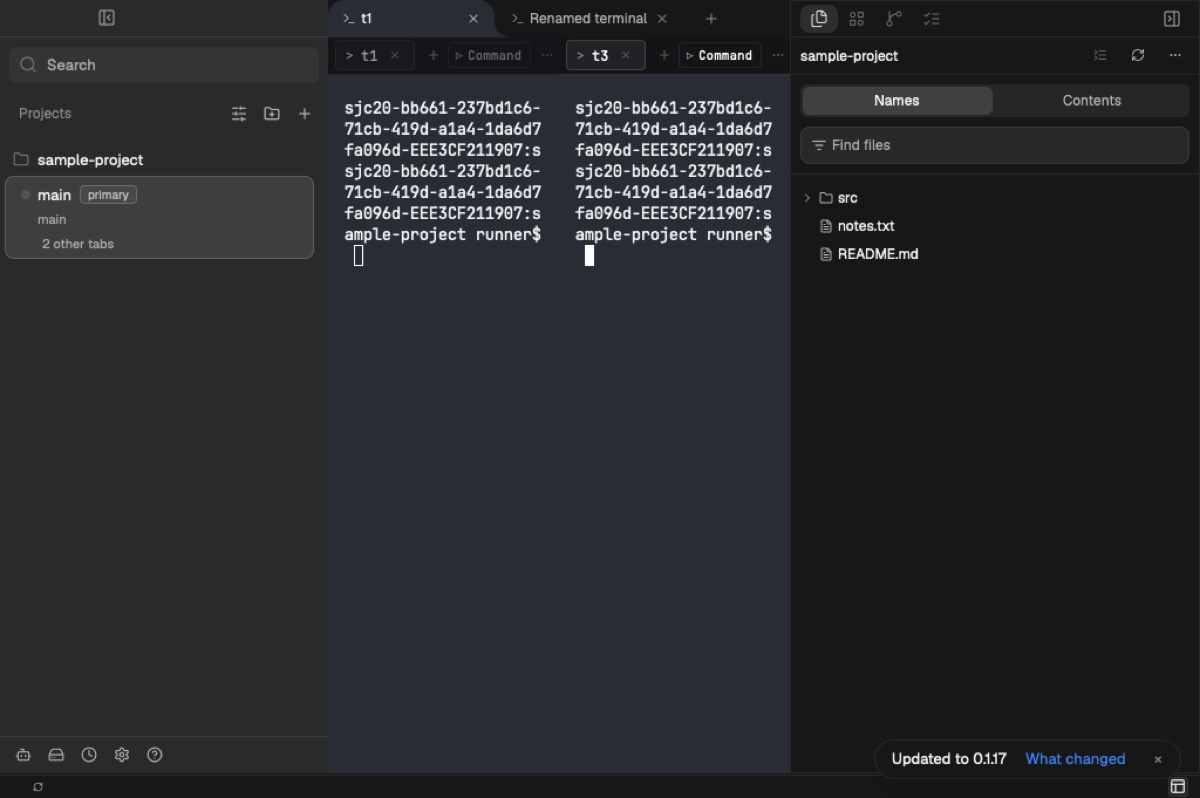 Search
Projects
sample-project
main primary
main
2 other tabs
>_ t1
>_ Renamed terminal
> t1
Command
> t3
Command
sjc20-bb661-237bd1c6-
71cb-419d-a1a4-1da6d7
fa096d-EEE3CF211907:s
sjc20-bb661-237bd1c6-
71cb-419d-a1a4-1da6d7
fa096d-EEE3CF211907:s
ample-project runner$
sjc20-bb661-237bd1c6-
71cb-419d-a1a4-1da6d7
fa096d-EEE3CF211907:s
sjc20-bb661-237bd1c6-
71cb-419d-a1a4-1da6d7
fa096d-EEE3CF211907:s
ample-project runner$
sample-project
Names
Contents
Find files
src
notes.txt
README.md
Updated to 0.1.17 What changed